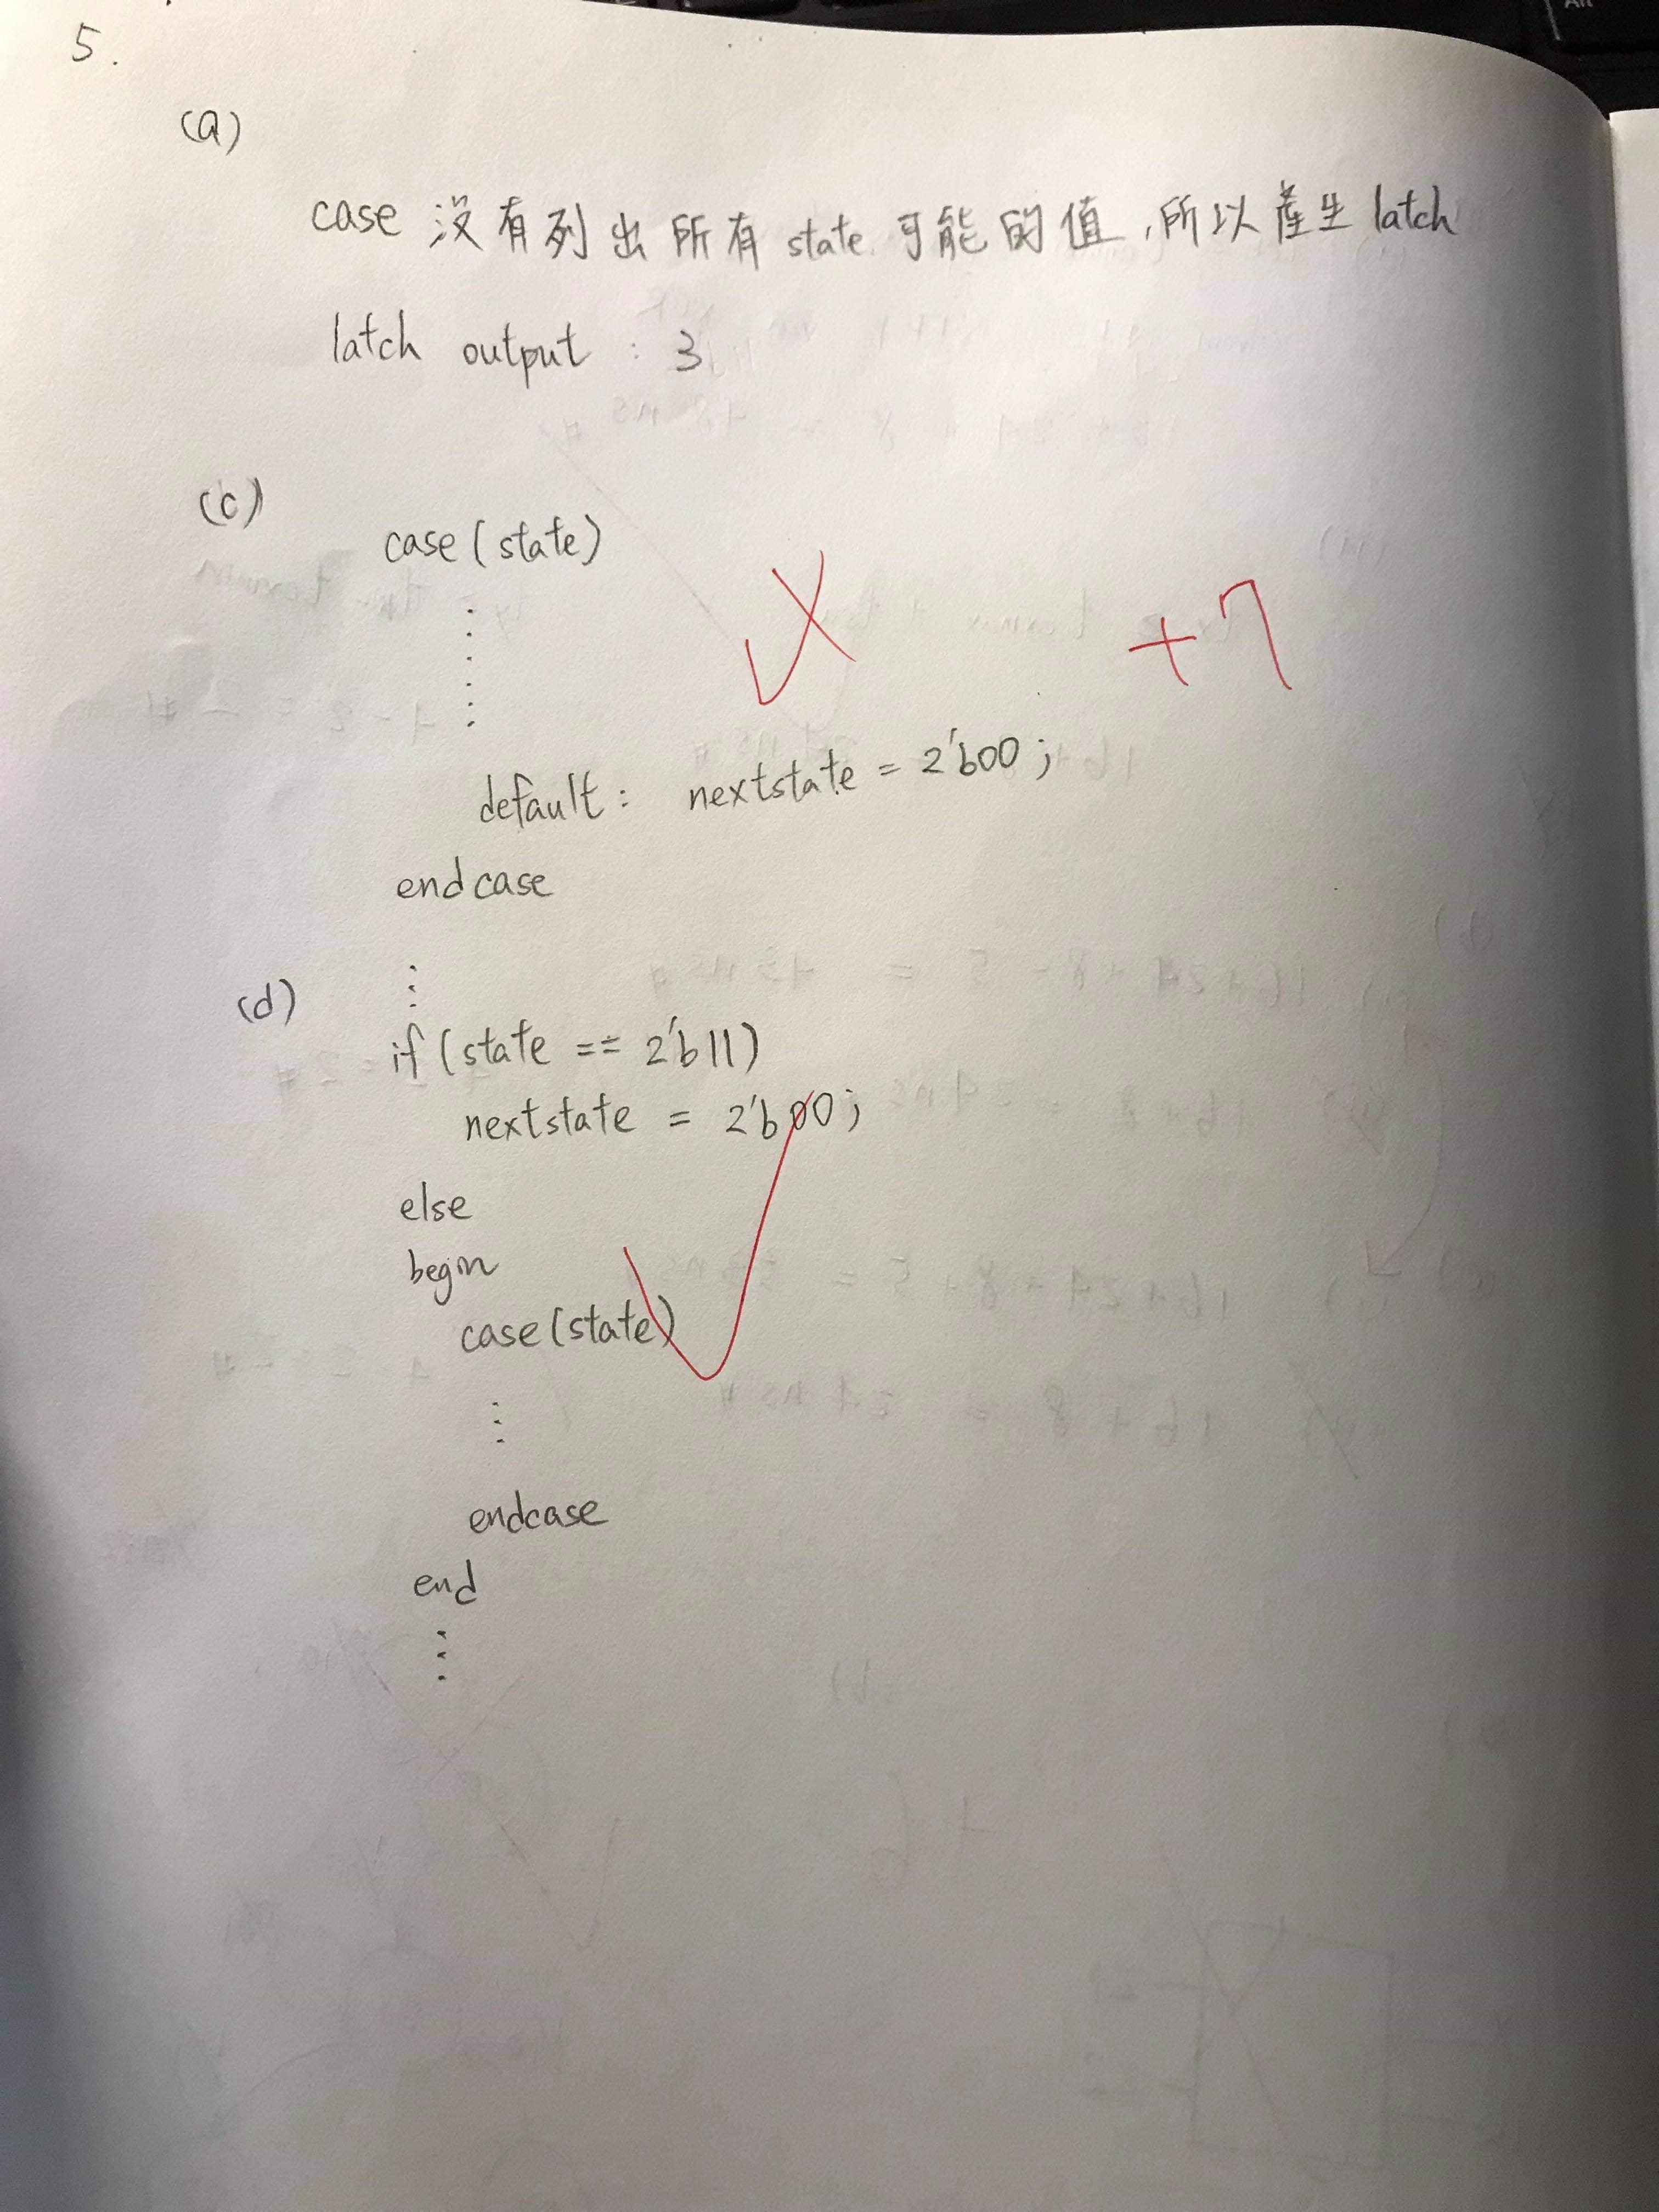 5.
(a)
case 沒有列出所有 state 可能的值,所以產生 latch
latch output : 3
(c)
case (state)
+7
default: nextstate = 2'b00;
endcase
(d)
if (state == 2'b11)
nextstate = 2'b00;
else
begin
case (state)
endcase
end